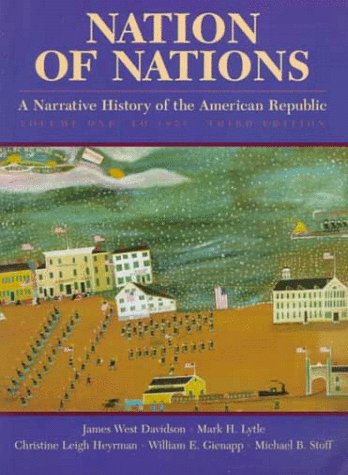 NATION
OF NATIONS
A Narrative History of the American Republic
VOLUME ONE: TO 1877 THIRD EDITION
James West Davidson · Mark H. Lytle
Christine Leigh Heyrman · William E. Gienapp · Michael B. Stoff